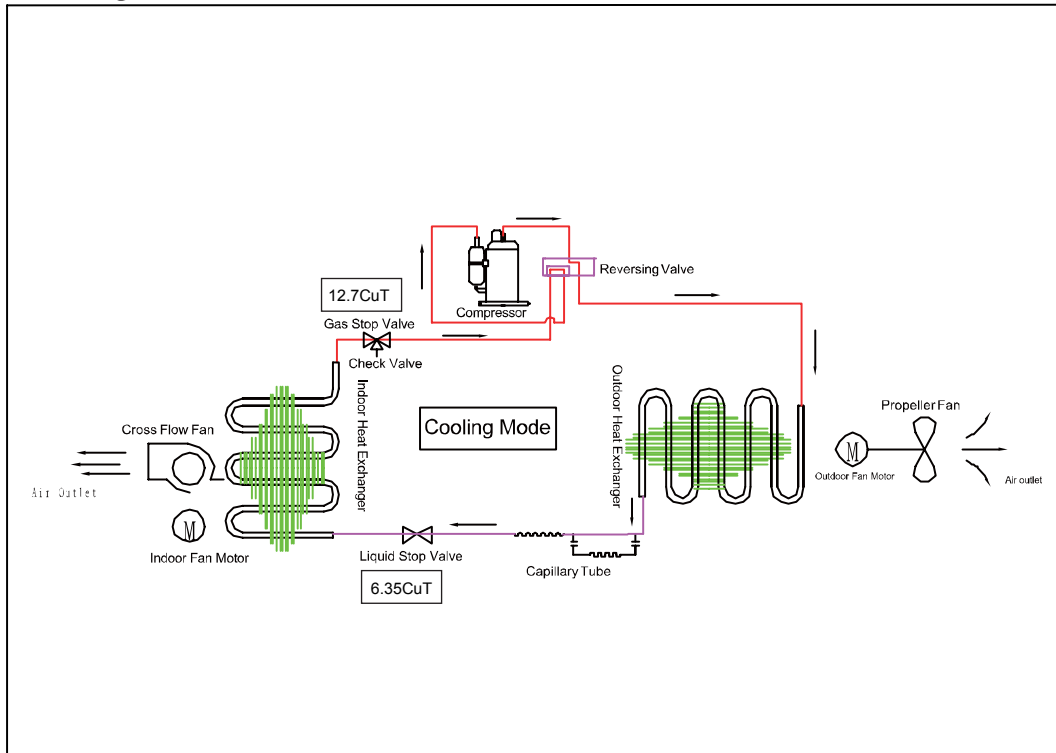 Reversing Valve
12.7CuT
Compressor
Gas Stop Valve
Check Valve
Indoor Heat Exchanger
Outdoor Heat Exchanger
Cooling Mode
Cross Flow Fan
Propeller Fan
M
Outdoor Fan Motor
Air outlet
Air Outlet
M
Indoor Fan Motor
Liquid Stop Valve
Capillary Tube
6.35CuT